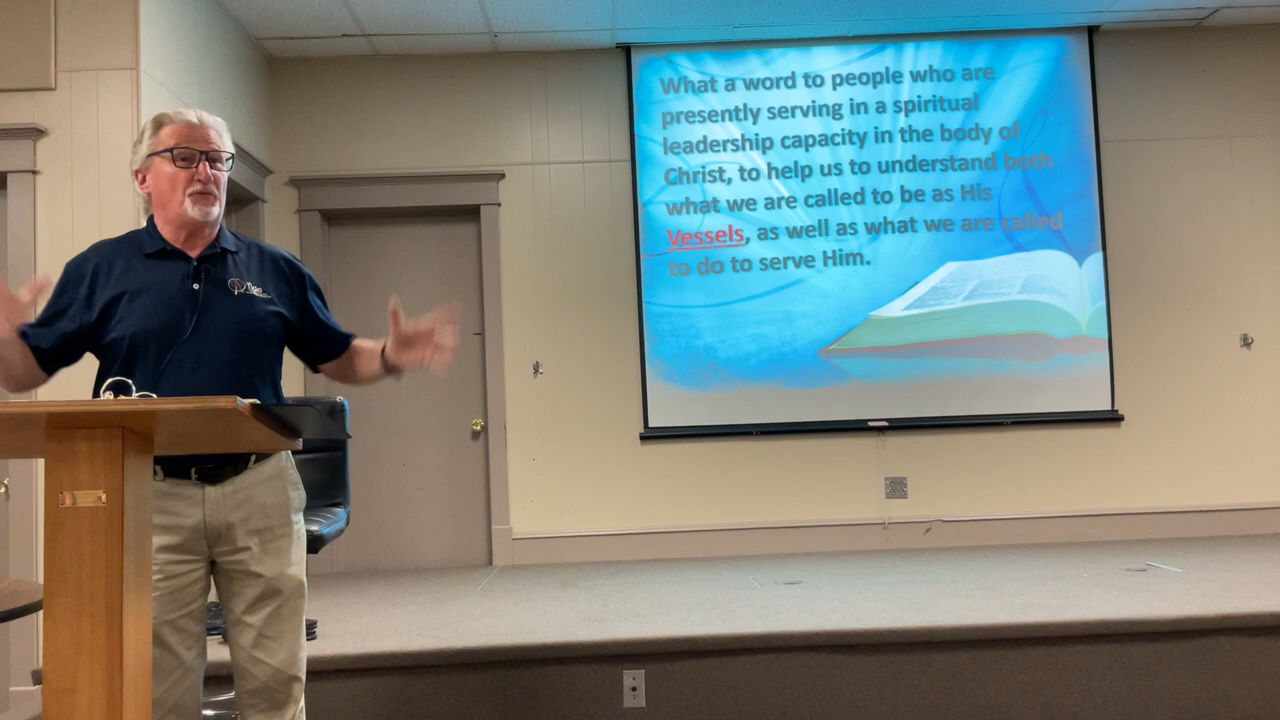 What a word to people who are
presently serving in a spiritual
leadership capacity in the body of
Christ, to help us to understand both
what we are called to be as His
Vessels, as well as what we are called
to do to serve Him.